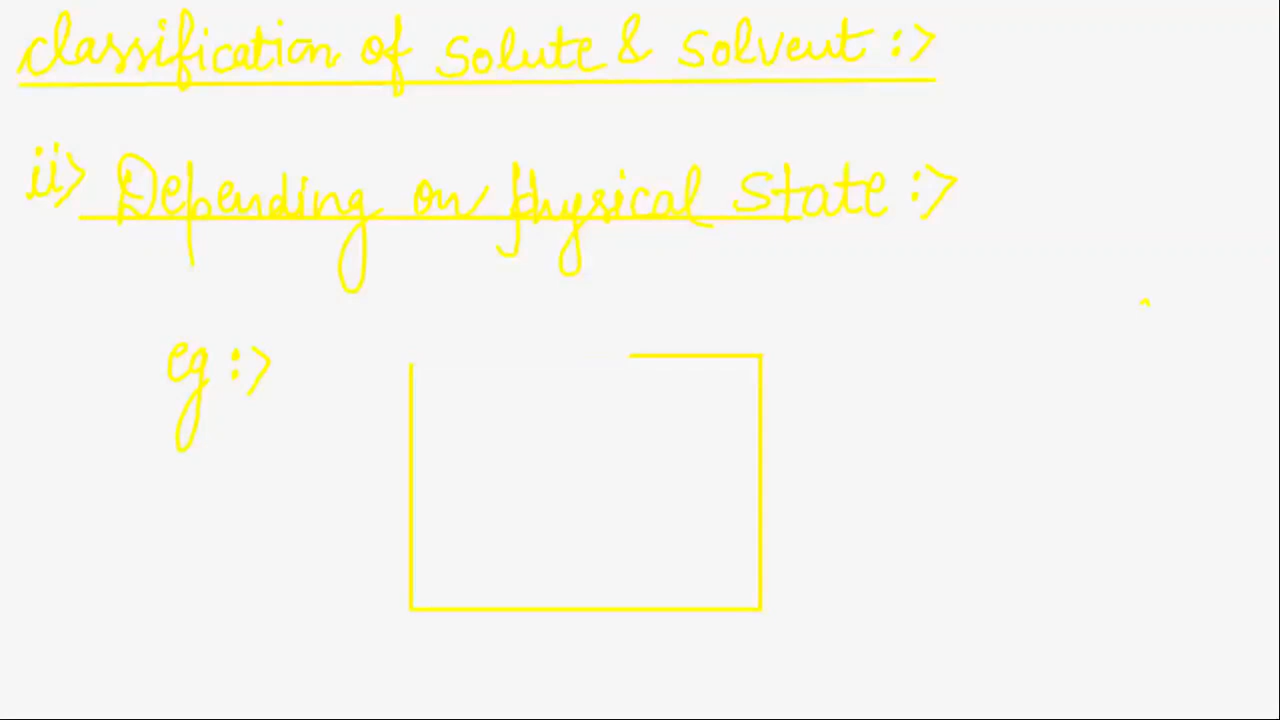 classification of solute & solvent :>
ii> Depending on physical state :>
eg :>